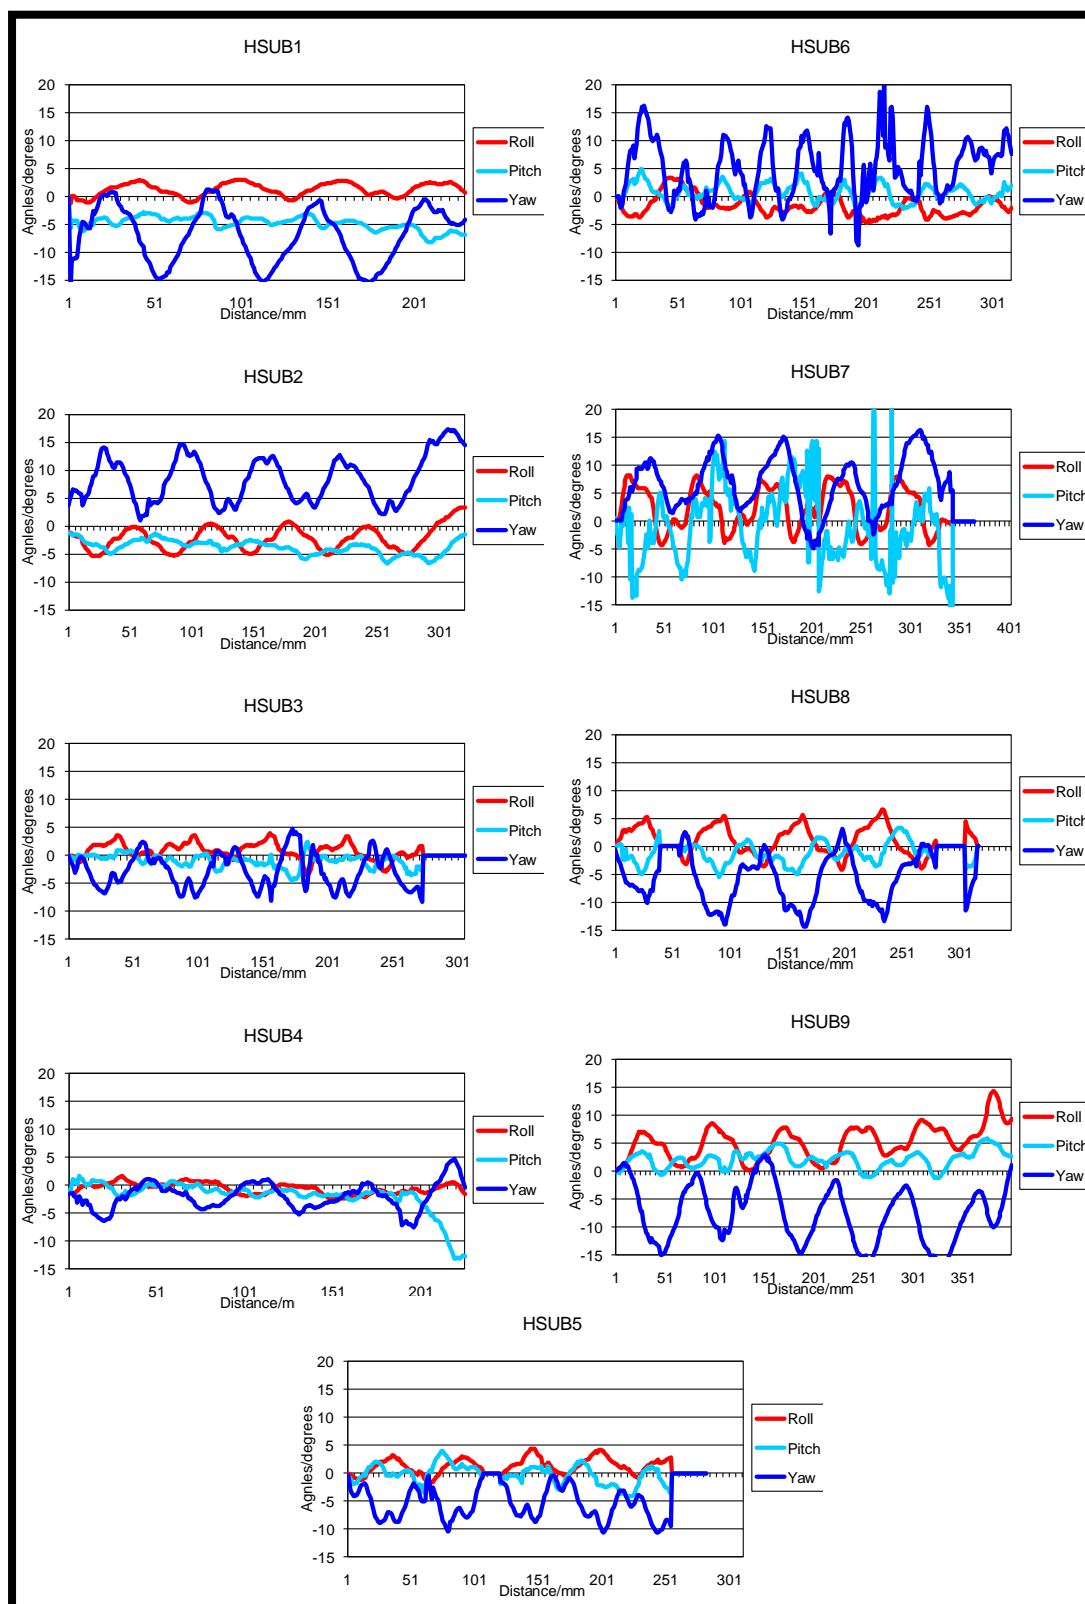 HSUB1
20
15
10
5
0
-5
-10
-15
Agnles/degrees
1 51 101 151 201
Distance/mm
Roll
Pitch
Yaw
HSUB6
20
15
10
5
0
-5
-10
-15
Agnles/degrees
1 51 101 151 201 251 301
Distance/mm
Roll
Pitch
Yaw
HSUB2
20
15
10
5
0
-5
-10
-15
Agnles/degrees
1 51 101 151 201 251 301
Distance/mm
Roll
Pitch
Yaw
HSUB7
20
15
10
5
0
-5
-10
-15
Agnles/degrees
1 51 101 151 201 251 301 351 401
Distance/mm
Roll
Pitch
Yaw
HSUB3
20
15
10
5
0
-5
-10
-15
Agnles/degrees
1 51 101 151 201 251 301
Distance/mm
Roll
Pitch
Yaw
HSUB8
20
15
10
5
0
-5
-10
-15
Agnles/degrees
1 51 101 151 201 251 301
Distance/mm
Roll
Pitch
Yaw
HSUB4
20
15
10
5
0
-5
-10
-15
Agnles/degrees
1 51 101 151 201
Distance/m
Roll
Pitch
Yaw
HSUB9
20
15
10
5
0
-5
-10
-15
Agnles/degrees
1 51 101 151 201 251 301 351
Distance/mm
Roll
Pitch
Yaw
HSUB5
20
15
10
5
0
-5
-10
-15
Agnles/degrees
1 51 101 151 201 251 301
Distance/mm
Roll
Pitch
Yaw